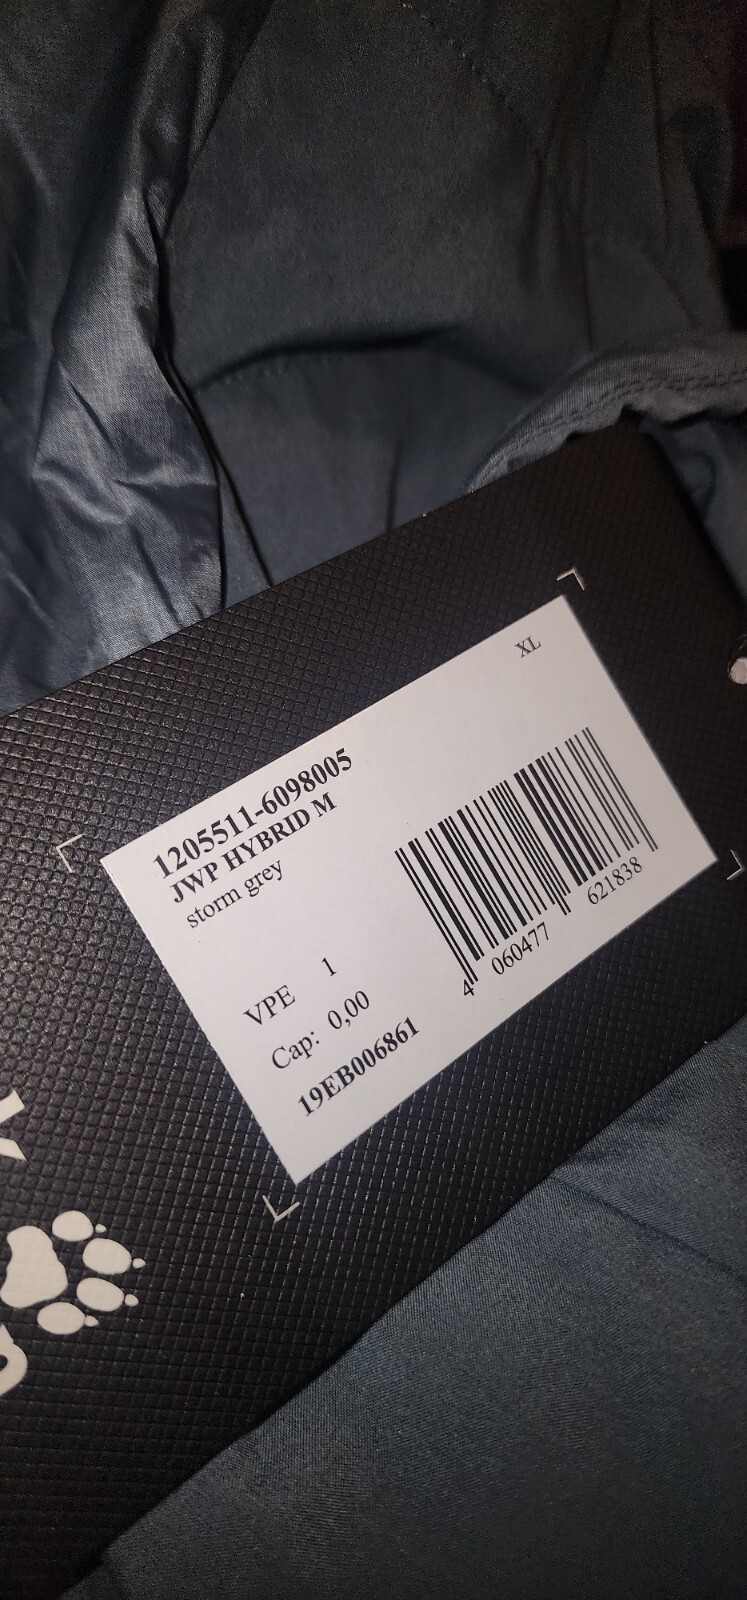 XL
1205511-6098005
JWP HYBRID M
storm grey
VPE 1
Cap: 0,00
19EB006861
4 060477 621838